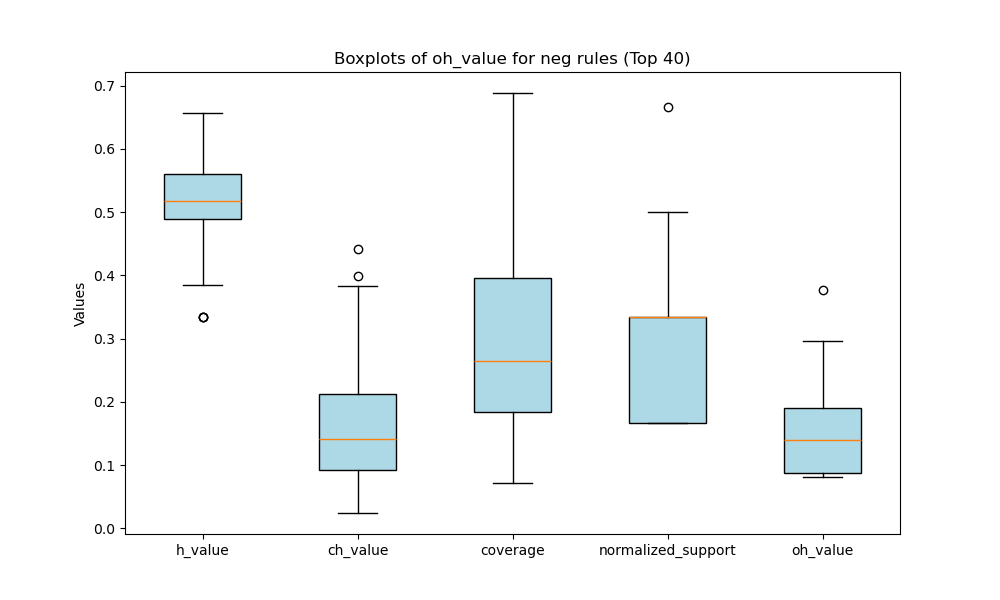 Boxplots of oh_value for neg rules (Top 40)
Values
0.7
0.6
0.5
0.4
0.3
0.2
0.1
0.0
h_value
ch_value
coverage
normalized_support
oh_value